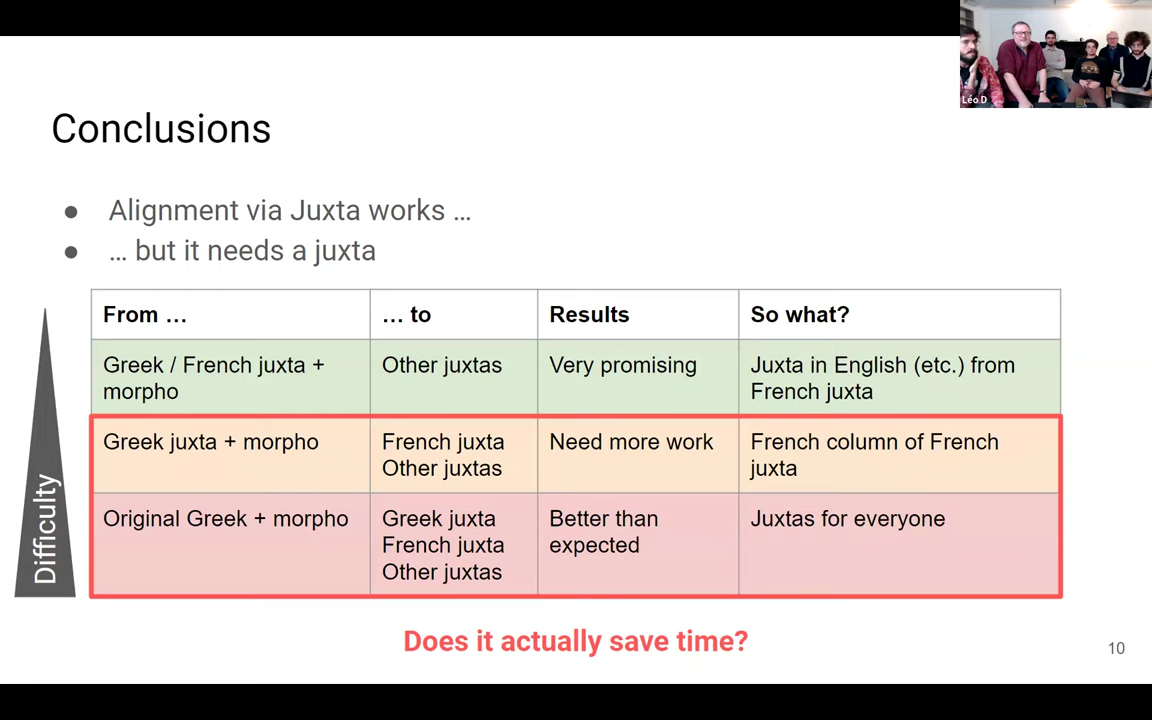 Léo D
Conclusions
● Alignment via Juxta works …
● … but it needs a juxta
From … … to Results So what?
Greek / French juxta + Other juxtas Very promising Juxta in English (etc.) from
morpho French juxta
Greek juxta + morpho French juxta Need more work French column of French
Other juxtas juxta
Original Greek + morpho Greek juxta Better than Juxtas for everyone
French juxta expected
Other juxtas
Difficulty
Does it actually save time?
10